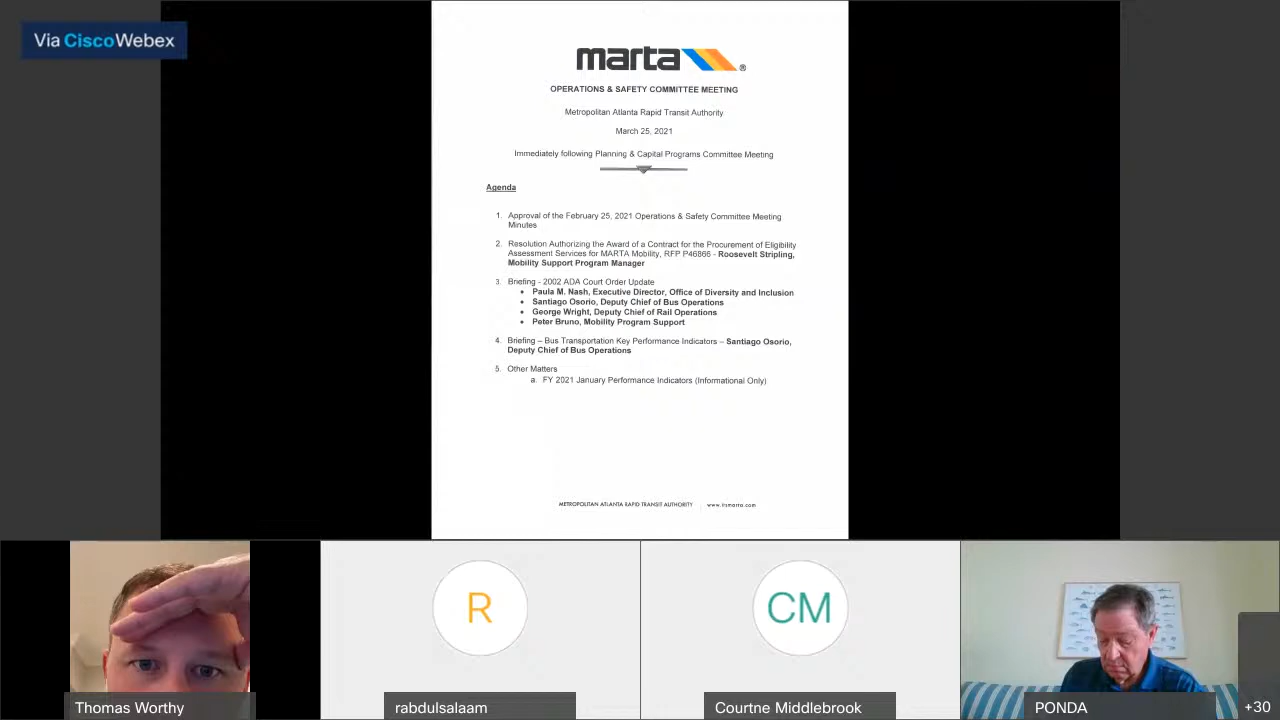 Via CiscoWebex
marta®
OPERATIONS & SAFETY COMMITTEE MEETING
Metropolitan Atlanta Rapid Transit Authority
March 25, 2021
Immediately following Planning & Capital Programs Committee Meeting
Agenda
1. Approval of the February 25, 2021 Operations & Safety Committee Meeting
Minutes
2. Resolution Authorizing the Award of a Contract for the Procurement of Eligibility
Assessment Services for MARTA Mobility, RFP P46866 - Roosevelt Stripling,
Mobility Support Program Manager
3. Briefing - 2002 ADA Court Order Update
• Paula M. Nash, Executive Director, Office of Diversity and Inclusion
• Santiago Osorio, Deputy Chief of Bus Operations
• George Wright, Deputy Chief of Rail Operations
• Peter Bruno, Mobility Program Support
4. Briefing – Bus Transportation Key Performance Indicators – Santiago Osorio,
Deputy Chief of Bus Operations
5. Other Matters
a. FY 2021 January Performance Indicators (Informational Only)
METROPOLITAN ATLANTA RAPID TRANSIT AUTHORITY | www.itsmarta.com
R
CM
Thomas Worthy
rabdulsalaam
Courtne Middlebrook
PONDA
+30